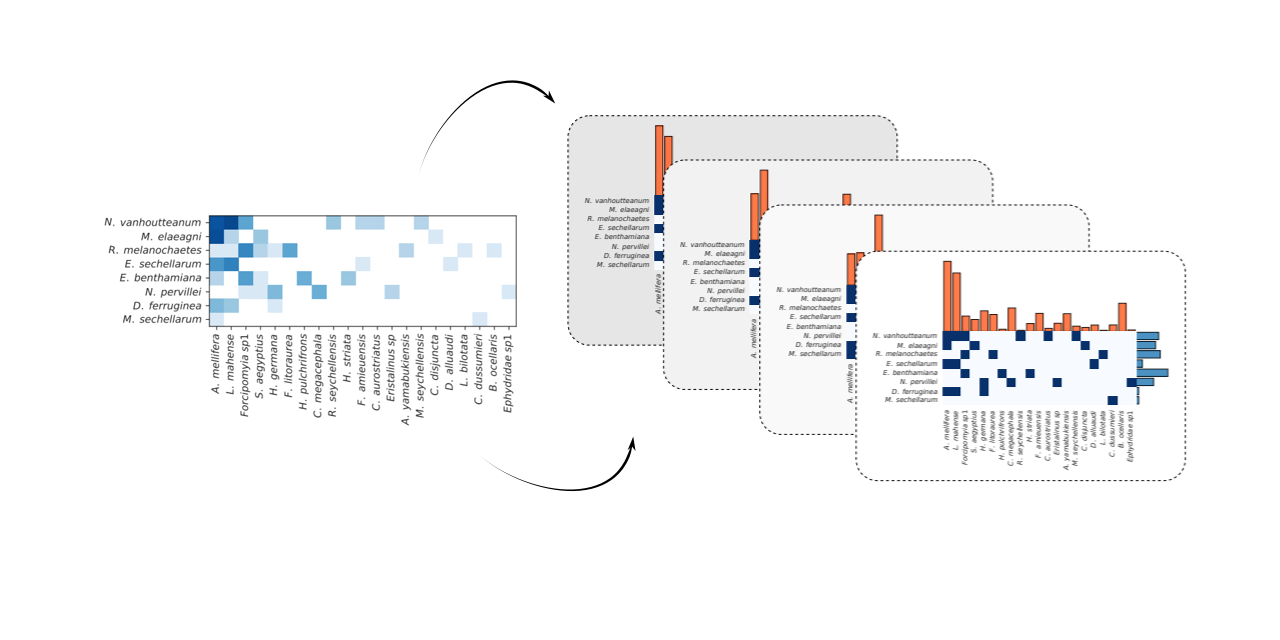 N. vanhoutteanum
M. elaeagni
R. melanochaetes
E. sechellarum
E. benthamiana
N. pervillei
D. ferruginea
M. sechellarum
A. mellifera
L. mahense
Forcipomyia sp1
S. aegyptius
H. germana
F. litoraurea
H. pulchrifrons
C. megacephala
R. seychellensis
H. striata
F. amieuensis
C. aurostriatus
Eristalinus sp
A. yamabukiensis
M. seychellensis
C. disjuncta
D. alluaudi
L. bilotata
C. dussumieri
B. ocellaris
Ephydridae sp1
N. vanhoutteanum
M. elaeagni
R. melanochaetes
E. sechellarum
E. benthamiana
N. pervillei
D. ferruginea
M. sechellarum
A. mellifera
N. vanhoutteanum
M. elaeagni
R. melanochaetes
E. sechellarum
E. benthamiana
N. pervillei
D. ferruginea
M. sechellarum
A. mellifera
N. vanhoutteanum
M. elaeagni
R. melanochaetes
E. sechellarum
E. benthamiana
N. pervillei
D. ferruginea
M. sechellarum
A. mellifera
N. vanhoutteanum
M. elaeagni
R. melanochaetes
E. sechellarum
E. benthamiana
N. pervillei
D. ferruginea
M. sechellarum
A. mellifera
L. mahense
Forcipomyia sp1
S. aegyptius
H. germana
F. litoraurea
H. pulchrifrons
C. megacephala
R. seychellensis
H. striata
F. amieuensis
C. aurostriatus
Eristalinus sp
A. yamabukiensis
M. seychellensis
C. disjuncta
D. alluaudi
L. bilotata
C. dussumieri
B. ocellaris
Ephydridae sp1